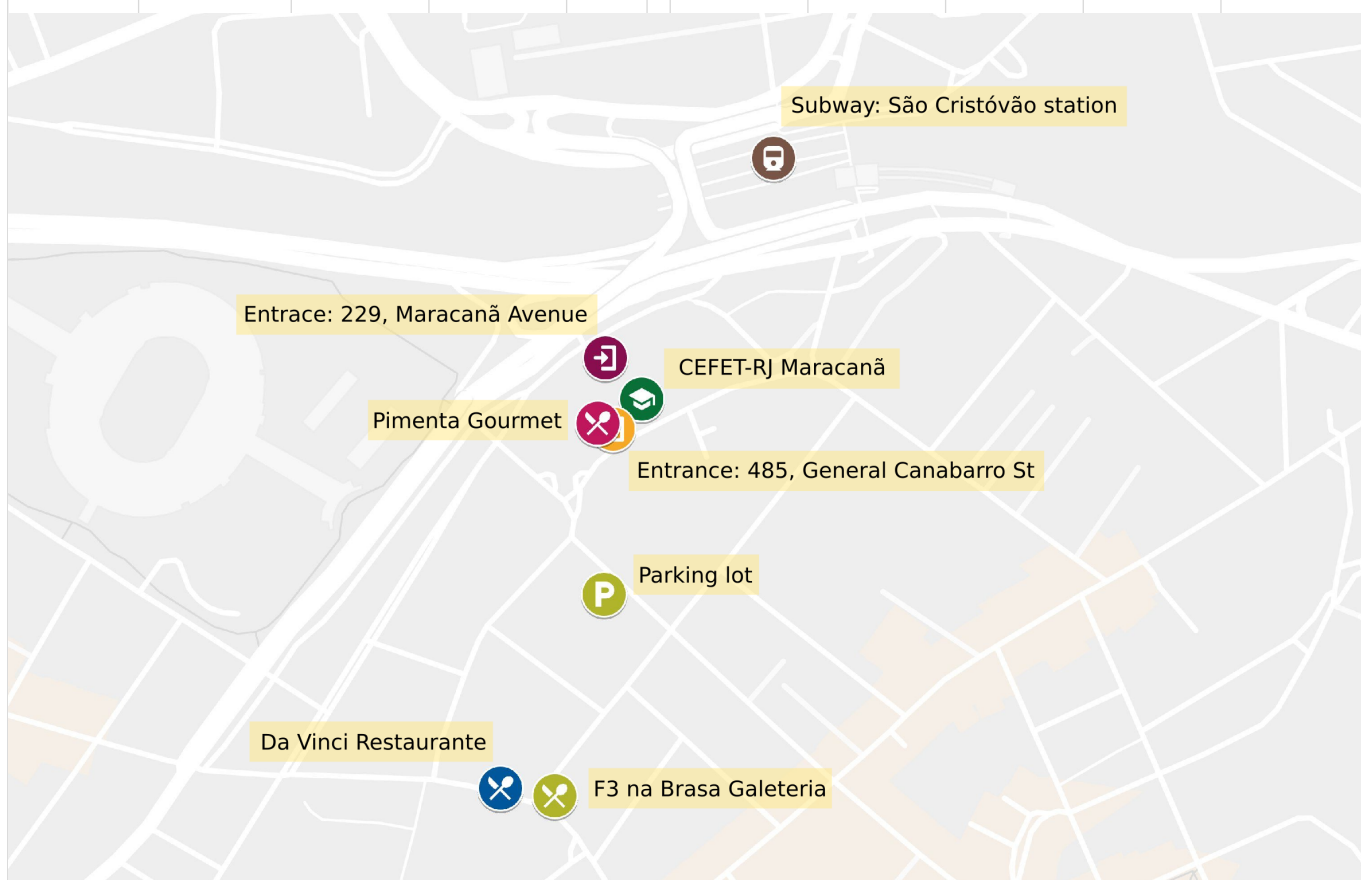 Subway: São Cristóvão station
Entrace: 229, Maracanã Avenue
CEFET-RJ Maracanã
Pimenta Gourmet
Entrance: 485, General Canabarro St
Parking lot
P
Da Vinci Restaurante
F3 na Brasa Galeteria